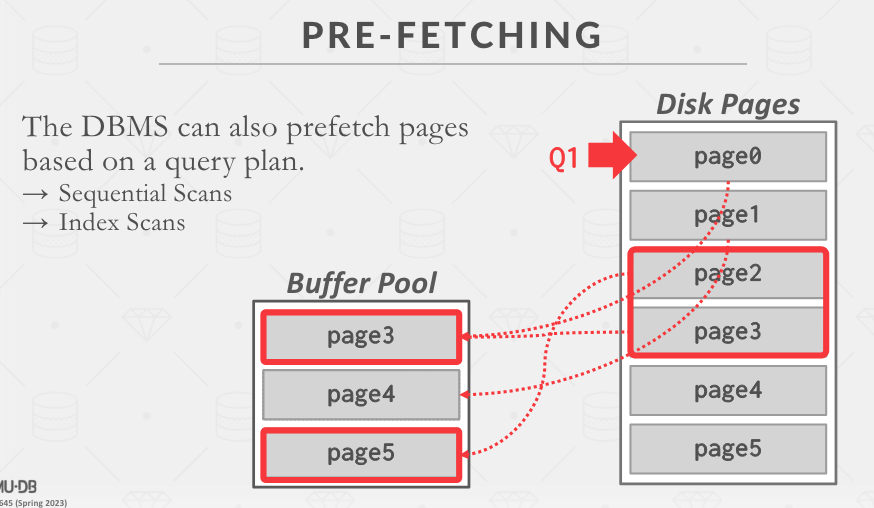 PRE-FETCHING
The DBMS can also prefetch pages
based on a query plan.
→ Sequential Scans
→ Index Scans
Buffer Pool
page3
page4
page5
Disk Pages
Q1
page0
page1
page2
page3
page4
page5
MU·DB
645 (Spring 2023)